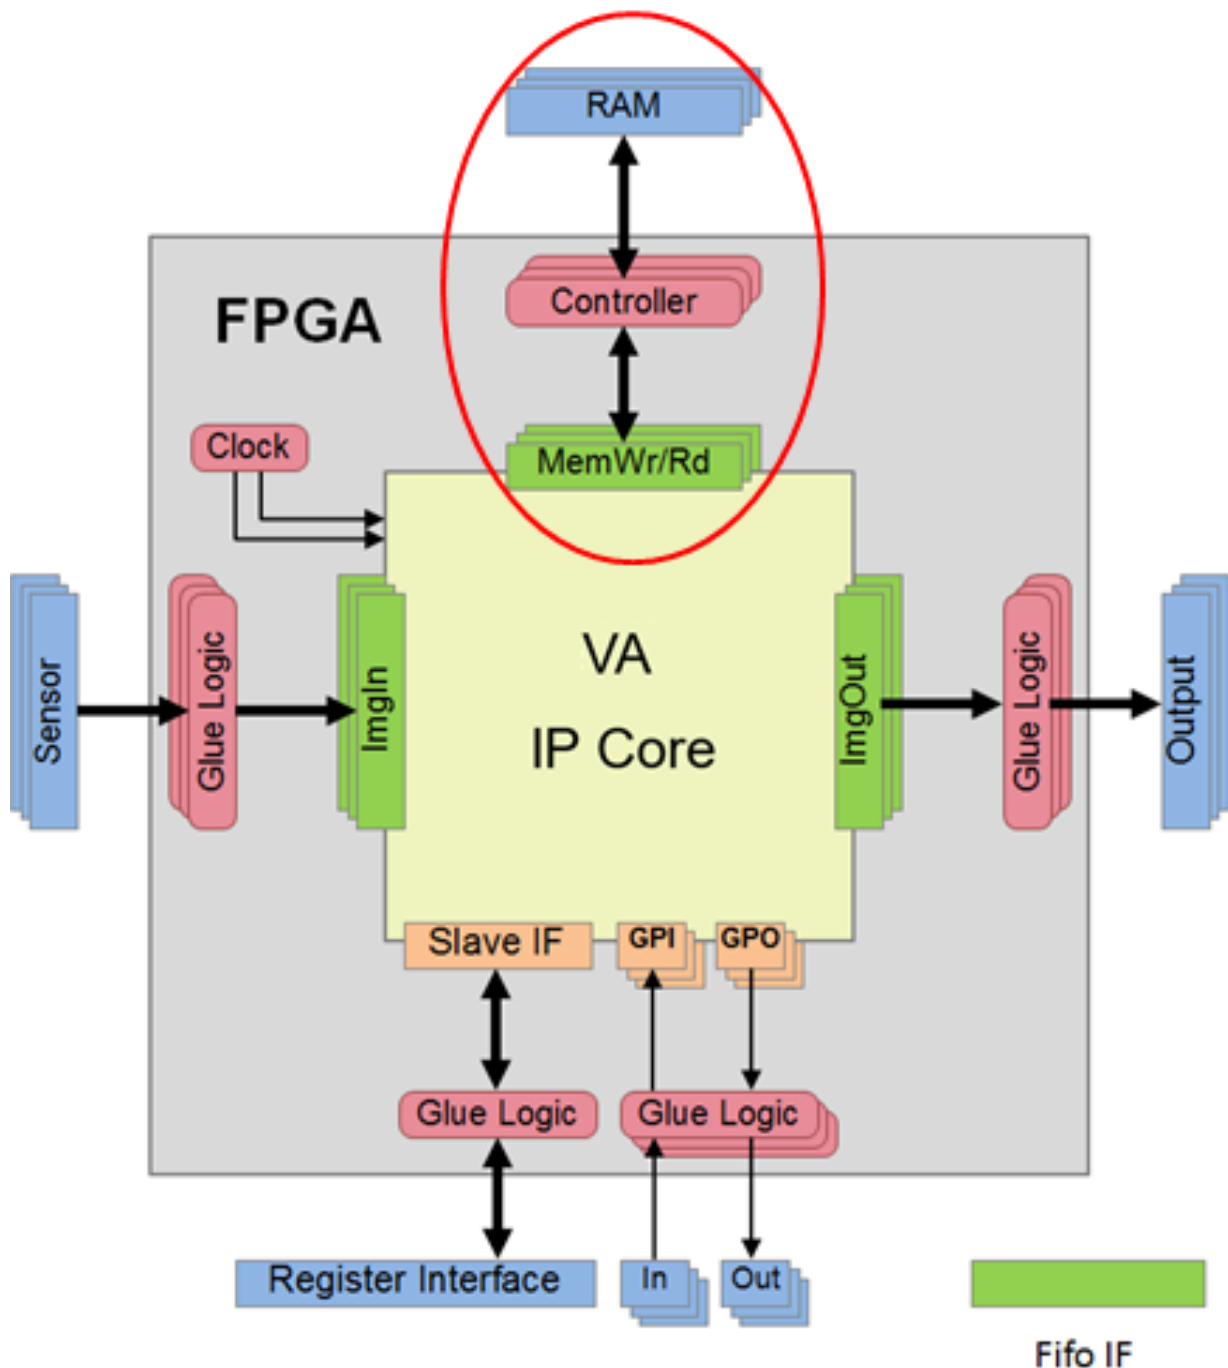 RAM
Controller
FPGA
Clock
MemWr/Rd
Sensor
Glue Logic
ImgIn
VA
IP Core
ImgOut
Glue Logic
Output
Slave IF
GPI
GPO
Glue Logic
Glue Logic
Register Interface
In
Out
Fifo IF